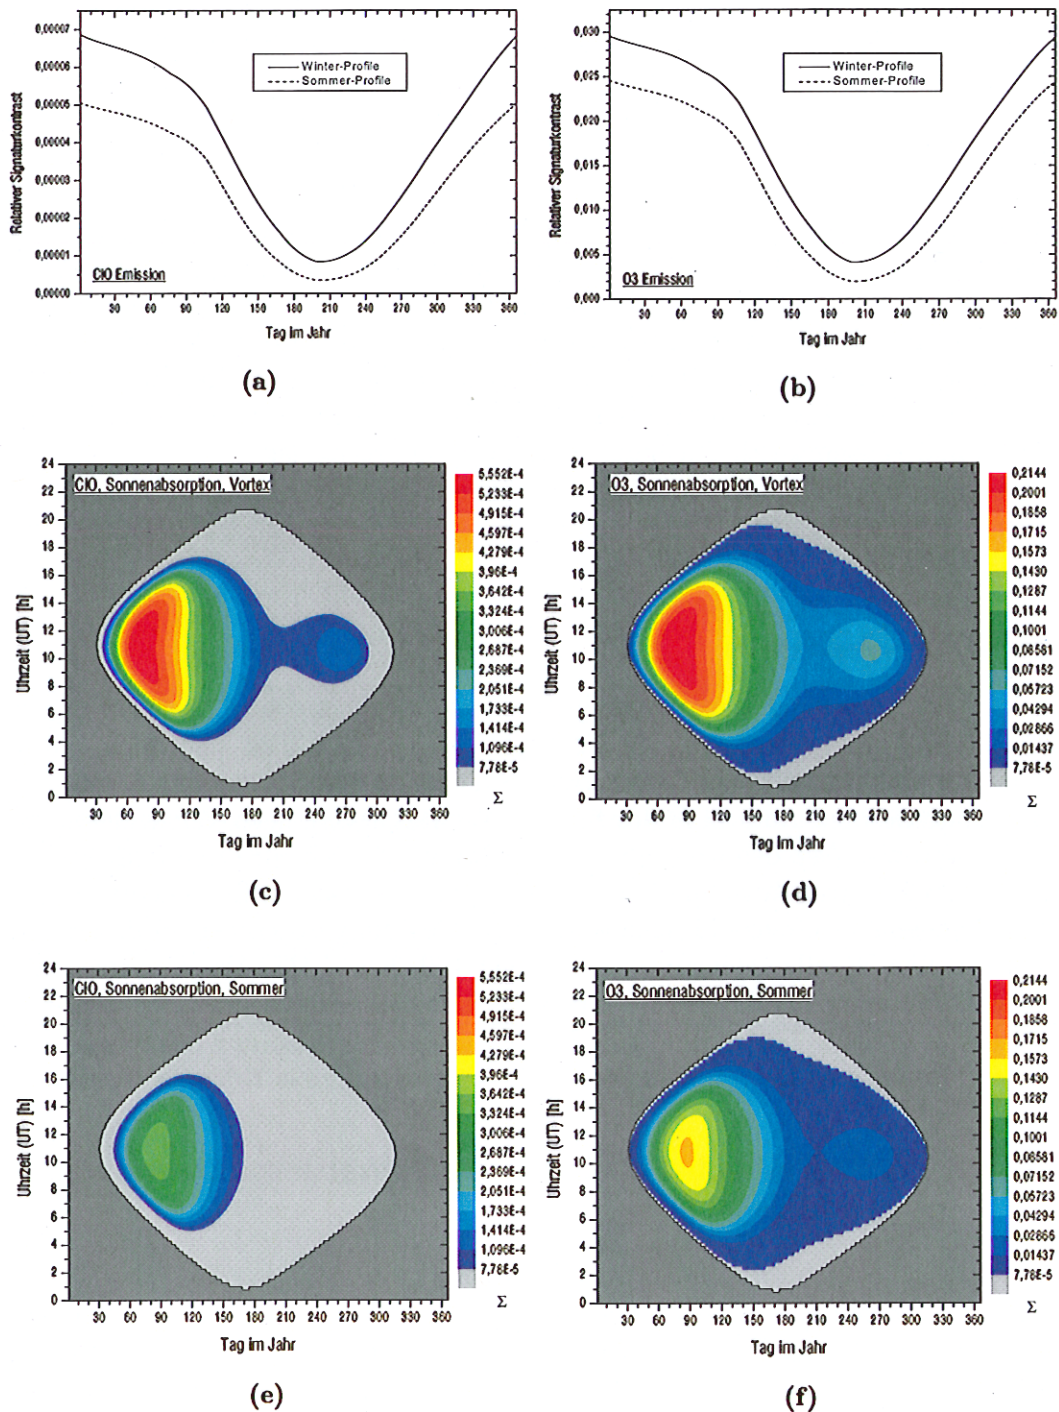 0,00007
0,00006
0,00005
0,00004
0,00003
0,00002
0,00001
0,00000
Relativer Signaturkontrast
Winter-Profile
Sommer-Profile
ClO Emission
30 60 90 120 150 180 210 240 270 300 330 360
Tag im Jahr
(a)
0,030
0,025
0,020
0,015
0,010
0,005
0,000
Relativer Signaturkontrast
Winter-Profile
Sommer-Profile
O3 Emission
30 60 90 120 150 180 210 240 270 300 330 360
Tag im Jahr
(b)
24
22
20
18
16
14
12
10
8
6
4
2
0
Uhrzeit (UT) [h]
ClO, Sonnenabsorption, Vortex
30 60 90 120 150 180 210 240 270 300 330 360
Tag im Jahr
5,552E-4
5,233E-4
4,915E-4
4,597E-4
4,279E-4
3,96E-4
3,642E-4
3,324E-4
3,006E-4
2,687E-4
2,369E-4
2,051E-4
1,733E-4
1,414E-4
1,096E-4
7,78E-5
Σ
(c)
24
22
20
18
16
14
12
10
8
6
4
2
0
Uhrzeit (UT) [h]
O3, Sonnenabsorption, Vortex
30 60 90 120 150 180 210 240 270 300 330 360
Tag im Jahr
0,2144
0,2001
0,1858
0,1715
0,1573
0,1430
0,1287
0,1144
0,1001
0,08581
0,07152
0,05723
0,04294
0,02866
0,01437
7,78E-5
Σ
(d)
24
22
20
18
16
14
12
10
8
6
4
2
0
Uhrzeit (UT) [h]
ClO, Sonnenabsorption, Sommer
30 60 90 120 150 180 210 240 270 300 330 360
Tag im Jahr
5,552E-4
5,233E-4
4,915E-4
4,597E-4
4,279E-4
3,96E-4
3,642E-4
3,324E-4
3,006E-4
2,687E-4
2,369E-4
2,051E-4
1,733E-4
1,414E-4
1,096E-4
7,78E-5
Σ
(e)
24
22
20
18
16
14
12
10
8
6
4
2
0
Uhrzeit (UT) [h]
O3, Sonnenabsorption, Sommer
30 60 90 120 150 180 210 240 270 300 330 360
Tag im Jahr
0,2144
0,2001
0,1858
0,1715
0,1573
0,1430
0,1287
0,1144
0,1001
0,08581
0,07152
0,05723
0,04294
0,02866
0,01437
7,78E-5
Σ
(f)